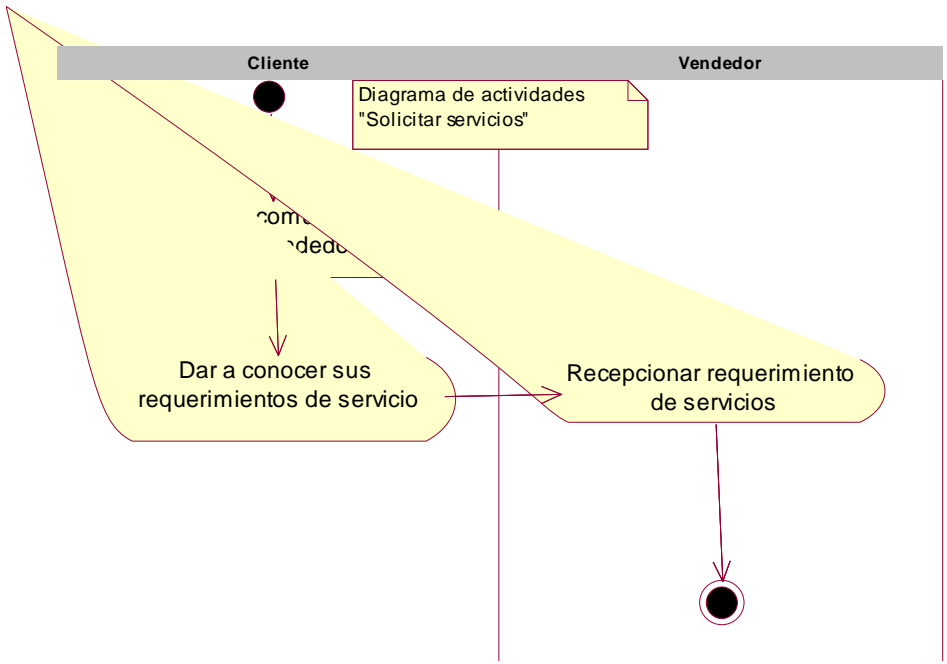 Cliente
Vendedor
Diagrama de actividades
"Solicitar servicios"
Dar a conocer sus
requerimientos de servicio
Recepcionar requerimiento
de servicios